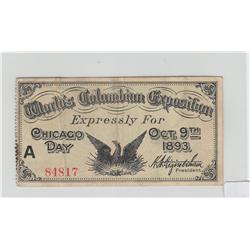 World's Columbian Exposition
Expressly For
Chicago Day
Oct. 9TH 1893.
A
84817
President.